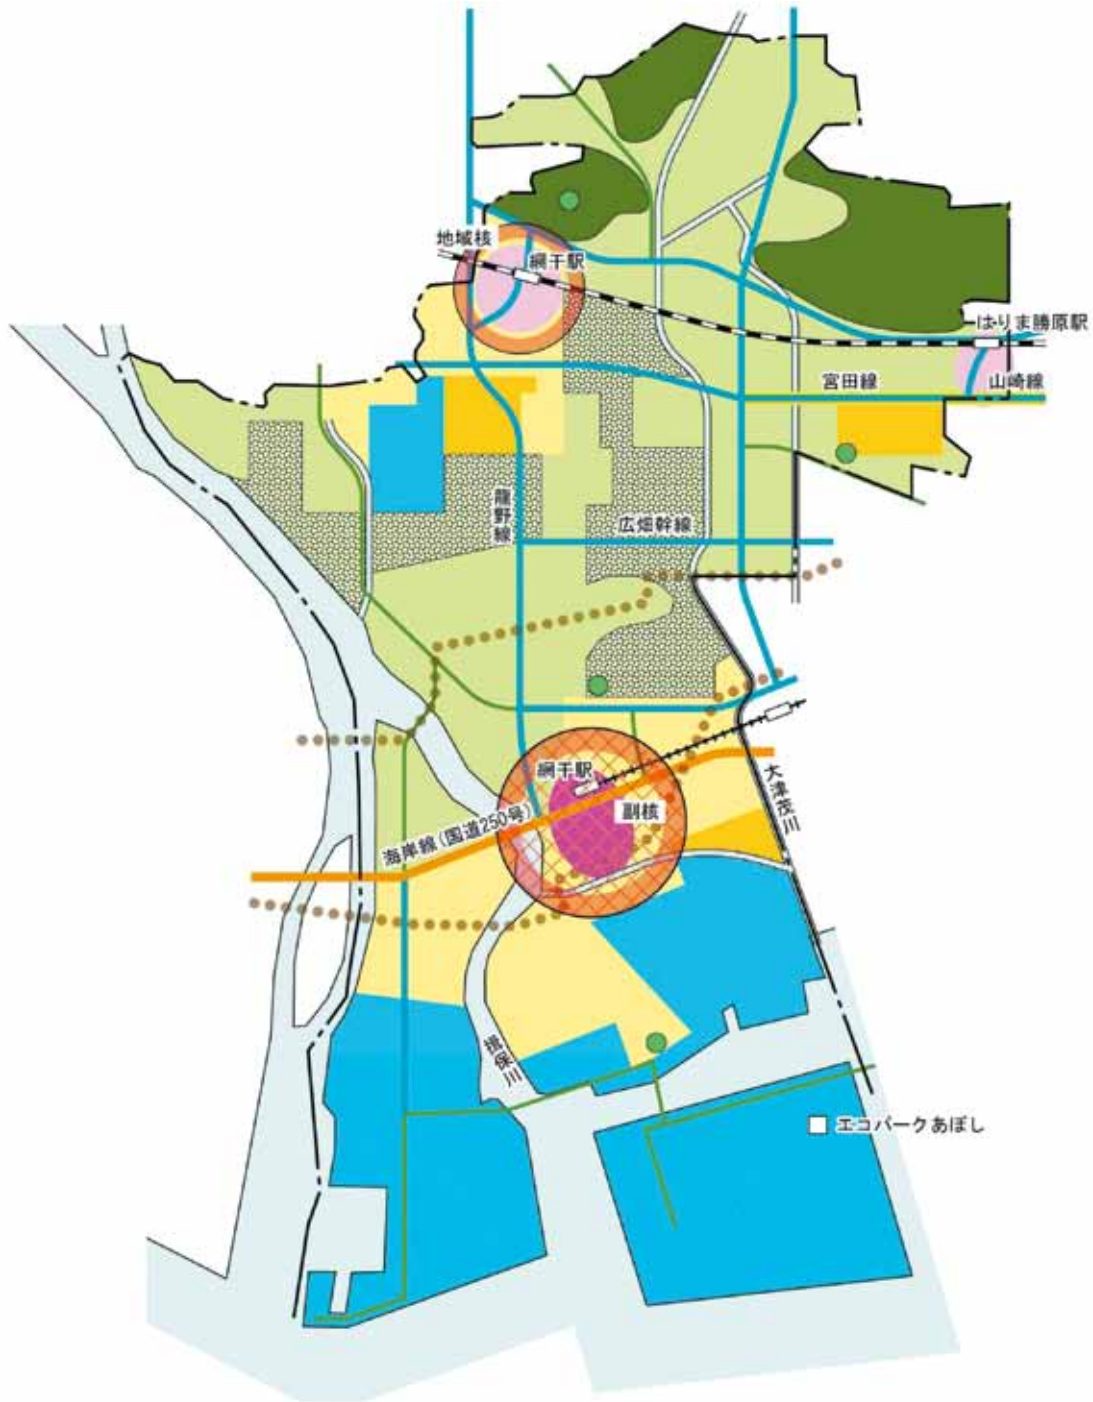 地域核
網干駅
はりま勝原駅
宮田線
山崎線
龍野線
広畑幹線
網干駅
副核
大津茂川
海岸線(国道250号)
揖保川
エコパークあぼし